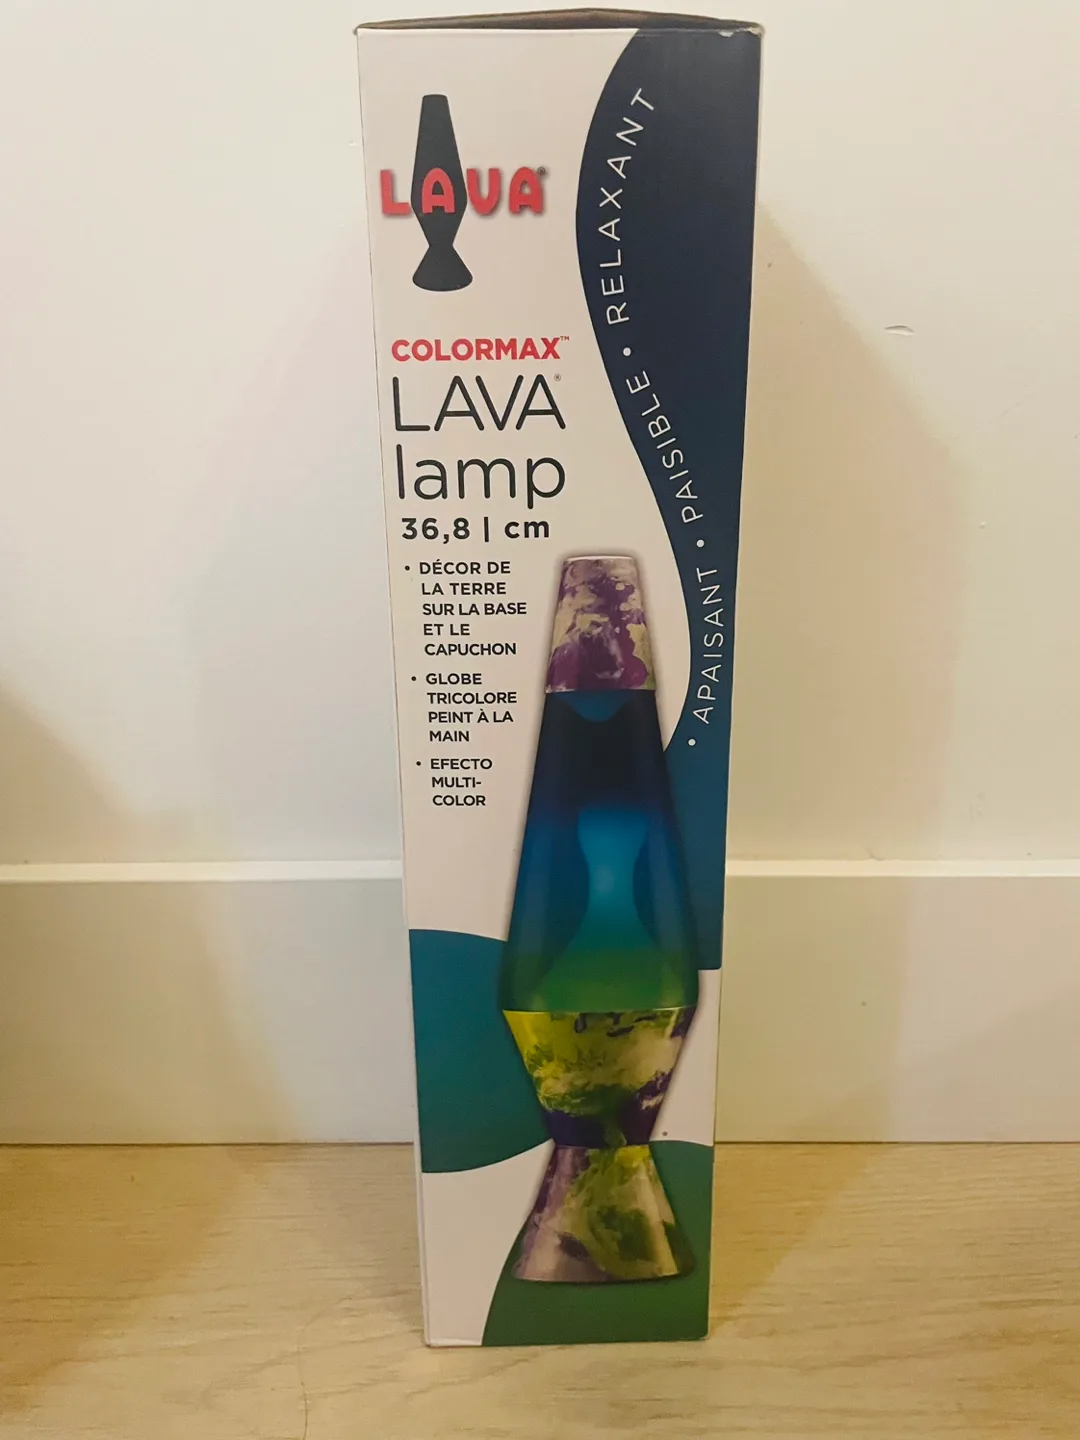 LAVA®
COLORMAX™
LAVA®
lamp
36,8 | cm
• DÉCOR DE
LA TERRE
SUR LA BASE
ET LE
CAPUCHON
• GLOBE
TRICOLORE
PEINT À LA
MAIN
• EFECTO
MULTI-
COLOR
• APAISANT • PAISIBLE • RELAXANT